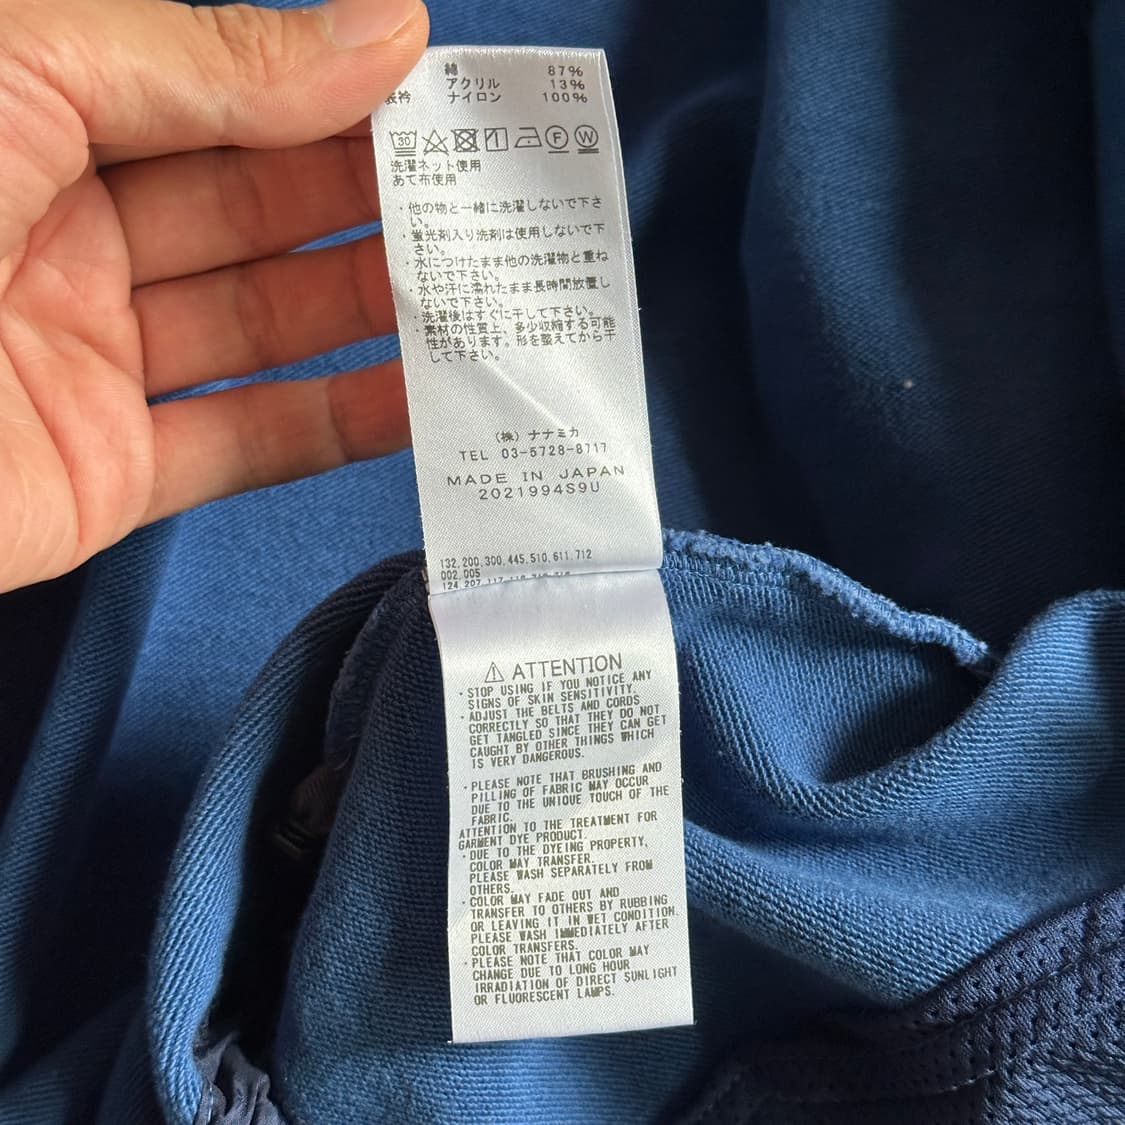 綿 87%
アクリル 13%
表衿 ナイロン 100%
30 F W
洗濯ネット使用
あて布使用
・他の物と一緒に洗濯しないで下さ
い。
・蛍光剤入り洗剤は使用しないで下
さい。
・水につけたまま他の洗濯物と重ね
ないで下さい。
・水や汗に濡れたまま長時間放置し
ないで下さい。
・洗濯後はすぐに干して下さい。
・素材の性質上、多少収縮する可能
性があります。形を整えてから干
して下さい。
(株) ナナミカ
TEL 03-5728-8717
MADE IN JAPAN
2021994S9U
132.200.300.445.510.611.712
002.005
⚠ ATTENTION
・STOP USING IF YOU NOTICE ANY
SIGNS OF SKIN SENSITIVITY.
・ADJUST THE BELTS AND CORDS
CORRECTLY SO THAT THEY DO NOT
GET TANGLED SINCE THEY CAN GET
CAUGHT BY OTHER THINGS WHICH
IS VERY DANGEROUS.
・PLEASE NOTE THAT BRUSHING AND
PILLING OF FABRIC MAY OCCUR
DUE TO THE UNIQUE TOUCH OF THE
FABRIC.
ATTENTION TO THE TREATMENT FOR
GARMENT DYE PRODUCT.
・DUE TO THE DYEING PROPERTY,
COLOR MAY TRANSFER.
PLEASE WASH SEPARATELY FROM
OTHERS.
・COLOR MAY FADE OUT AND
TRANSFER TO OTHERS BY RUBBING
OR LEAVING IT IN WET CONDITION.
PLEASE WASH IMMEDIATELY AFTER
COLOR TRANSFERS.
・PLEASE NOTE THAT COLOR MAY
CHANGE DUE TO LONG HOUR
IRRADIATION OF DIRECT SUNLIGHT
OR FLUORESCENT LAMPS.